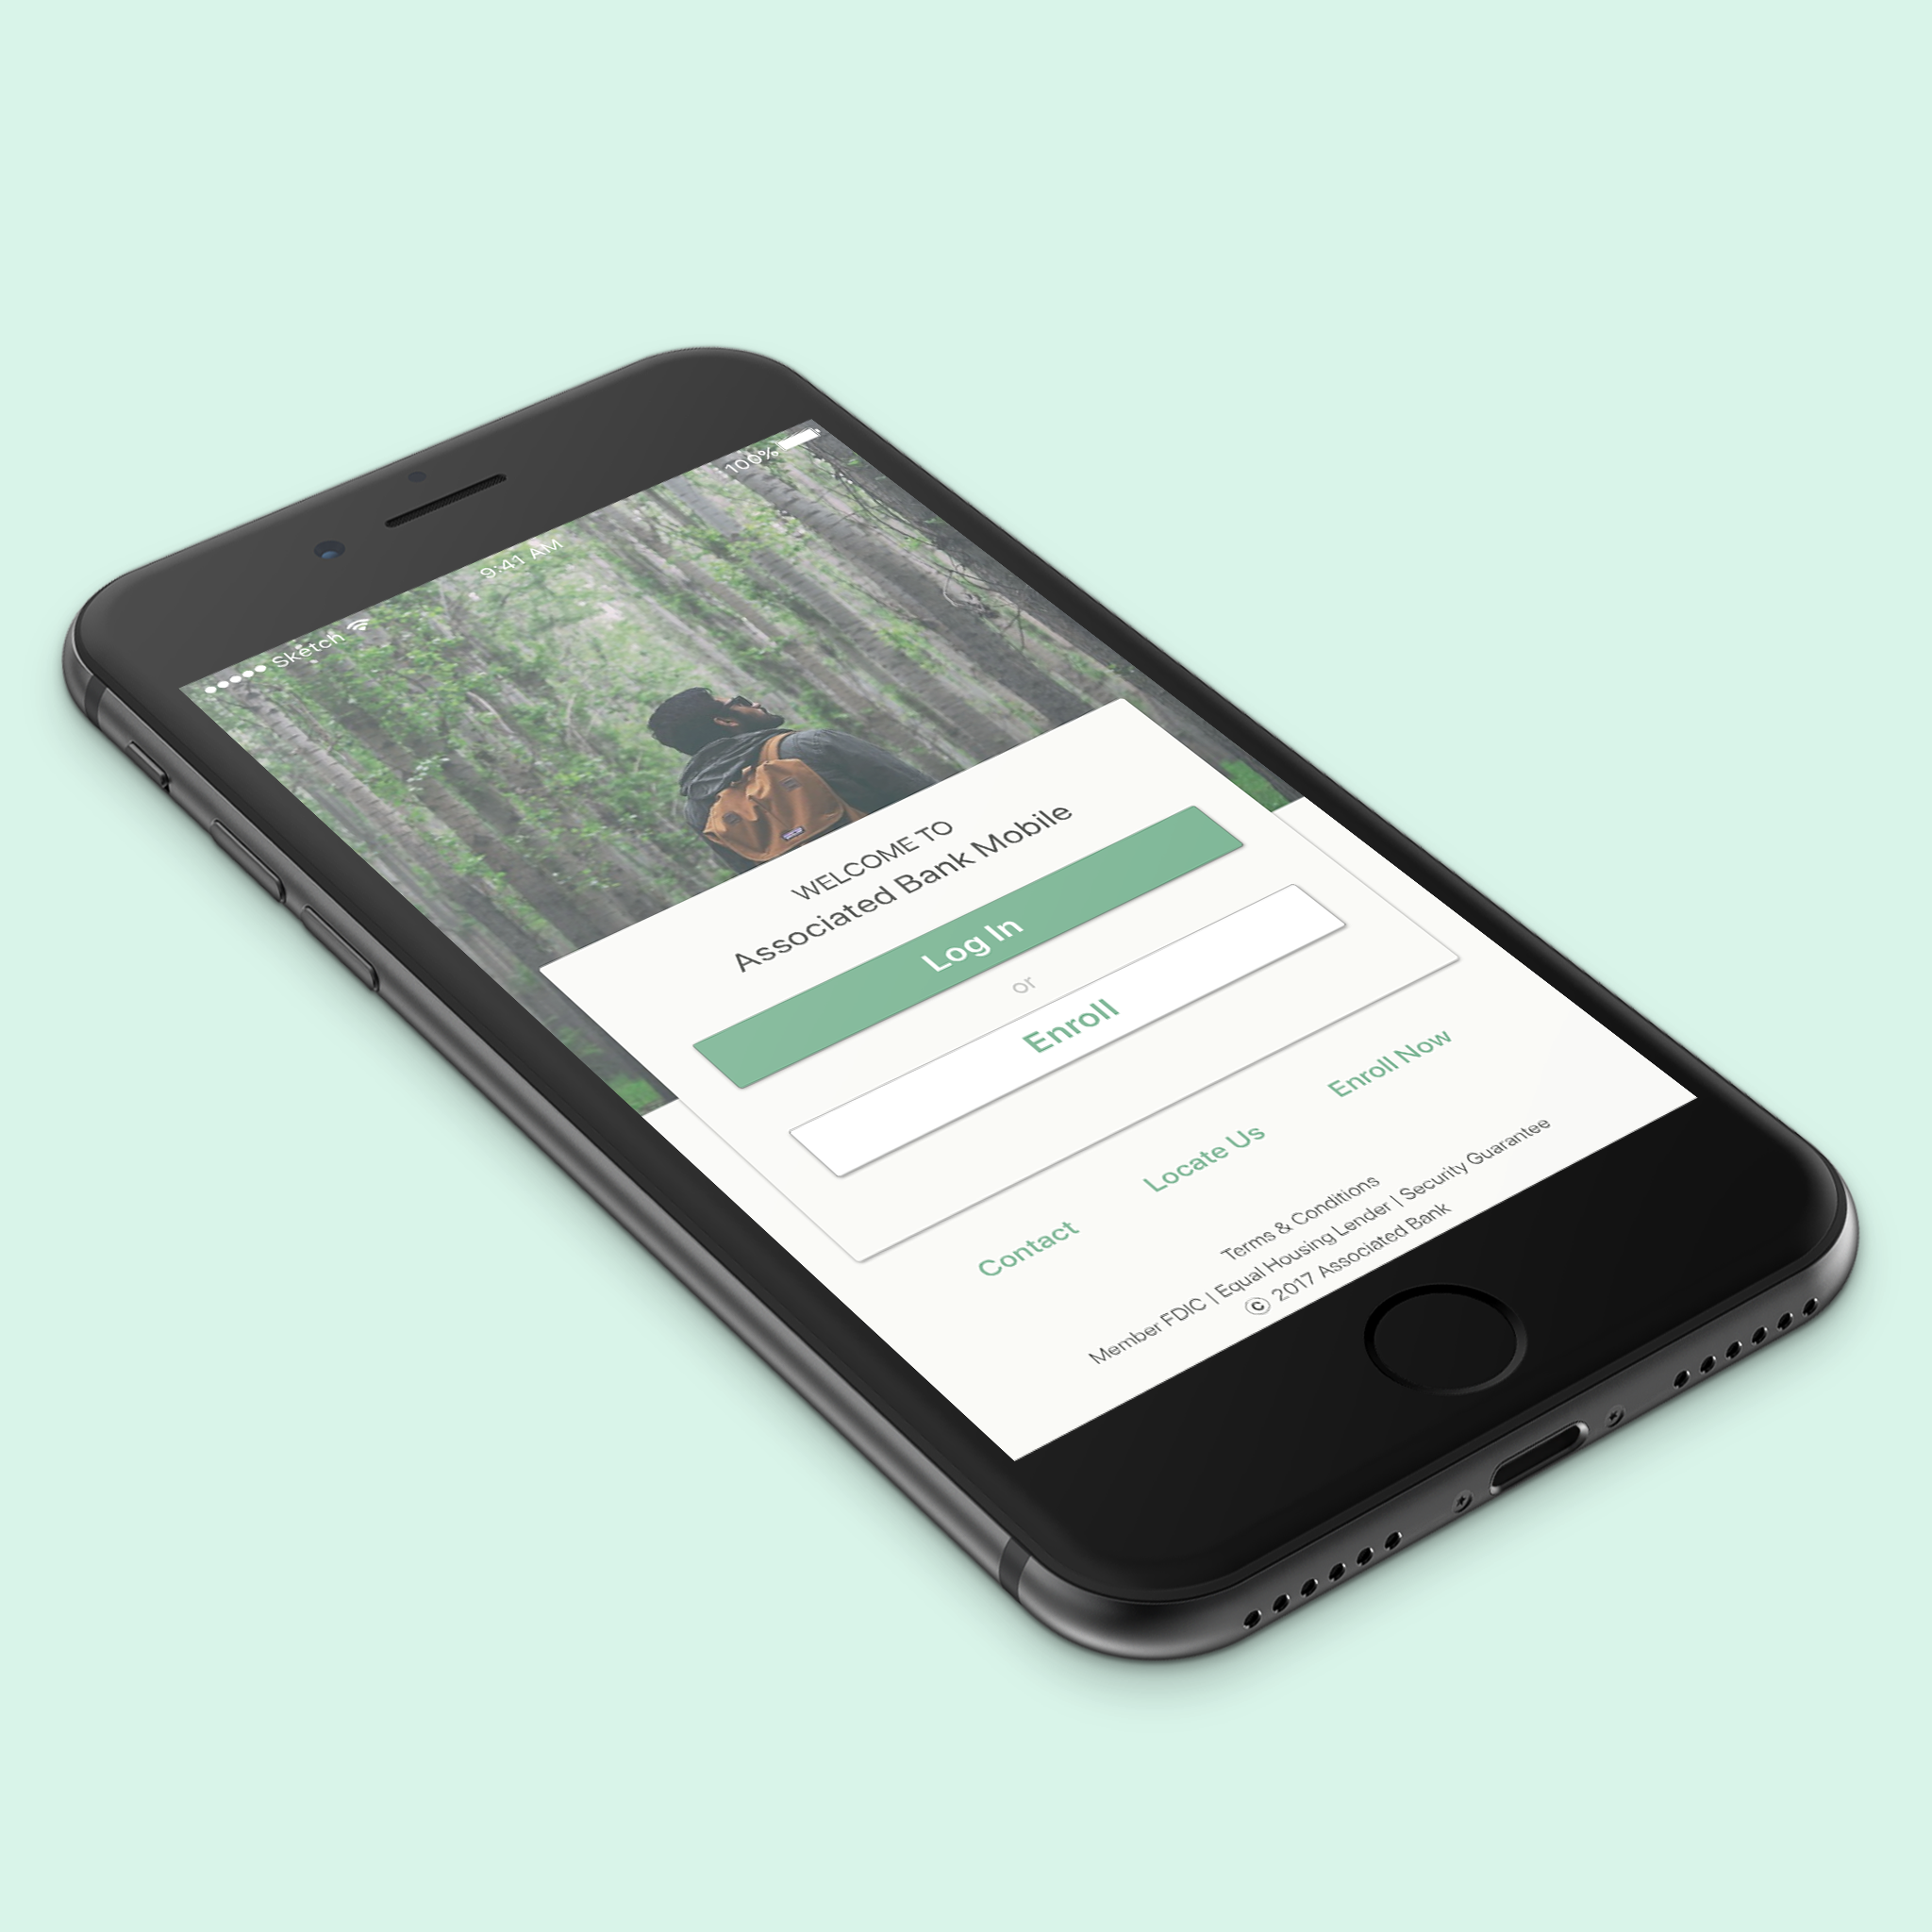 Sketch 9:41 AM 100%
WELCOME TO
Associated Bank Mobile
Log In
or
Enroll
Contact Locate Us Enroll Now
Terms & Conditions
Member FDIC | Equal Housing Lender | Security Guarantee
© 2017 Associated Bank